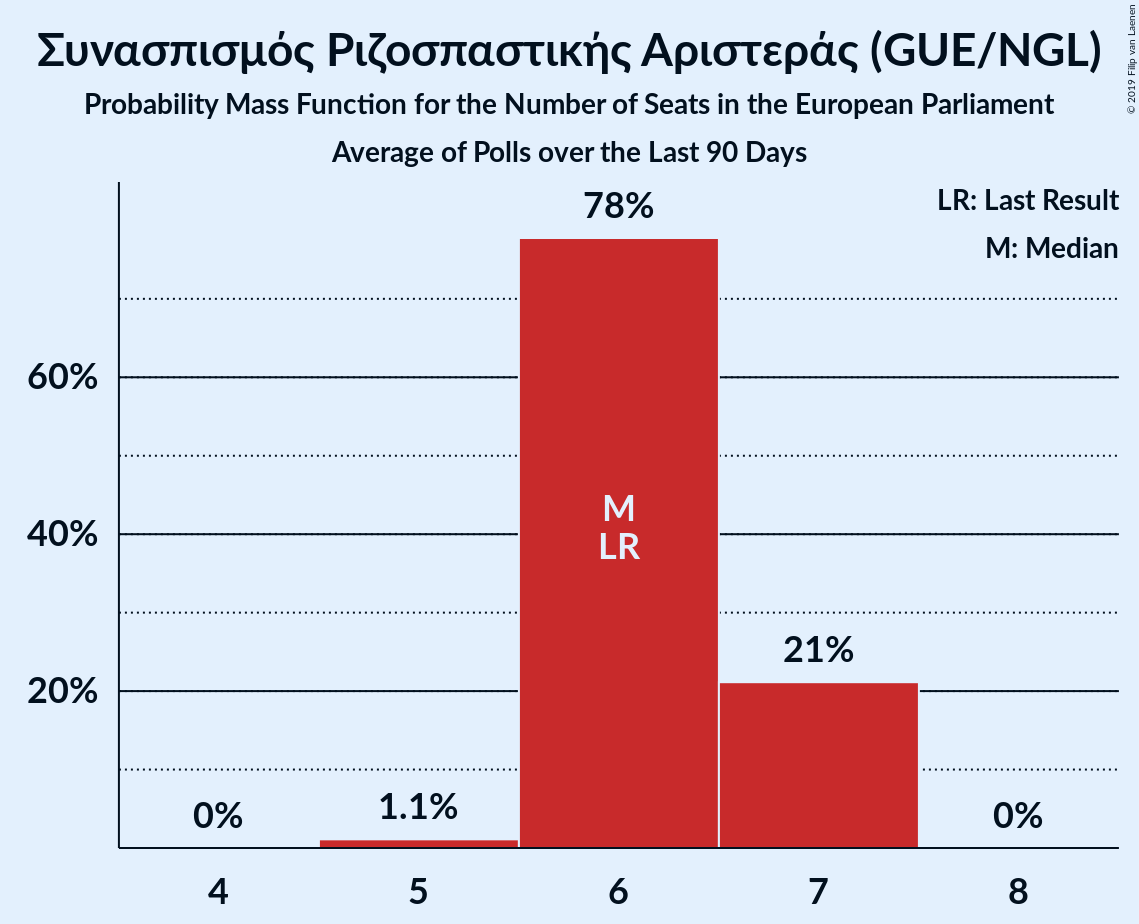 Συνασπισμός Ριζοσπαστικής Αριστεράς (GUE/NGL)
Probability Mass Function for the Number of Seats in the European Parliament
Average of Polls over the Last 90 Days
© 2019 Filip van Laenen
LR: Last Result
M: Median
78%
60%
M
40%
LR
21%
20%
1.1%
0%
0%
4
5
6
7
8